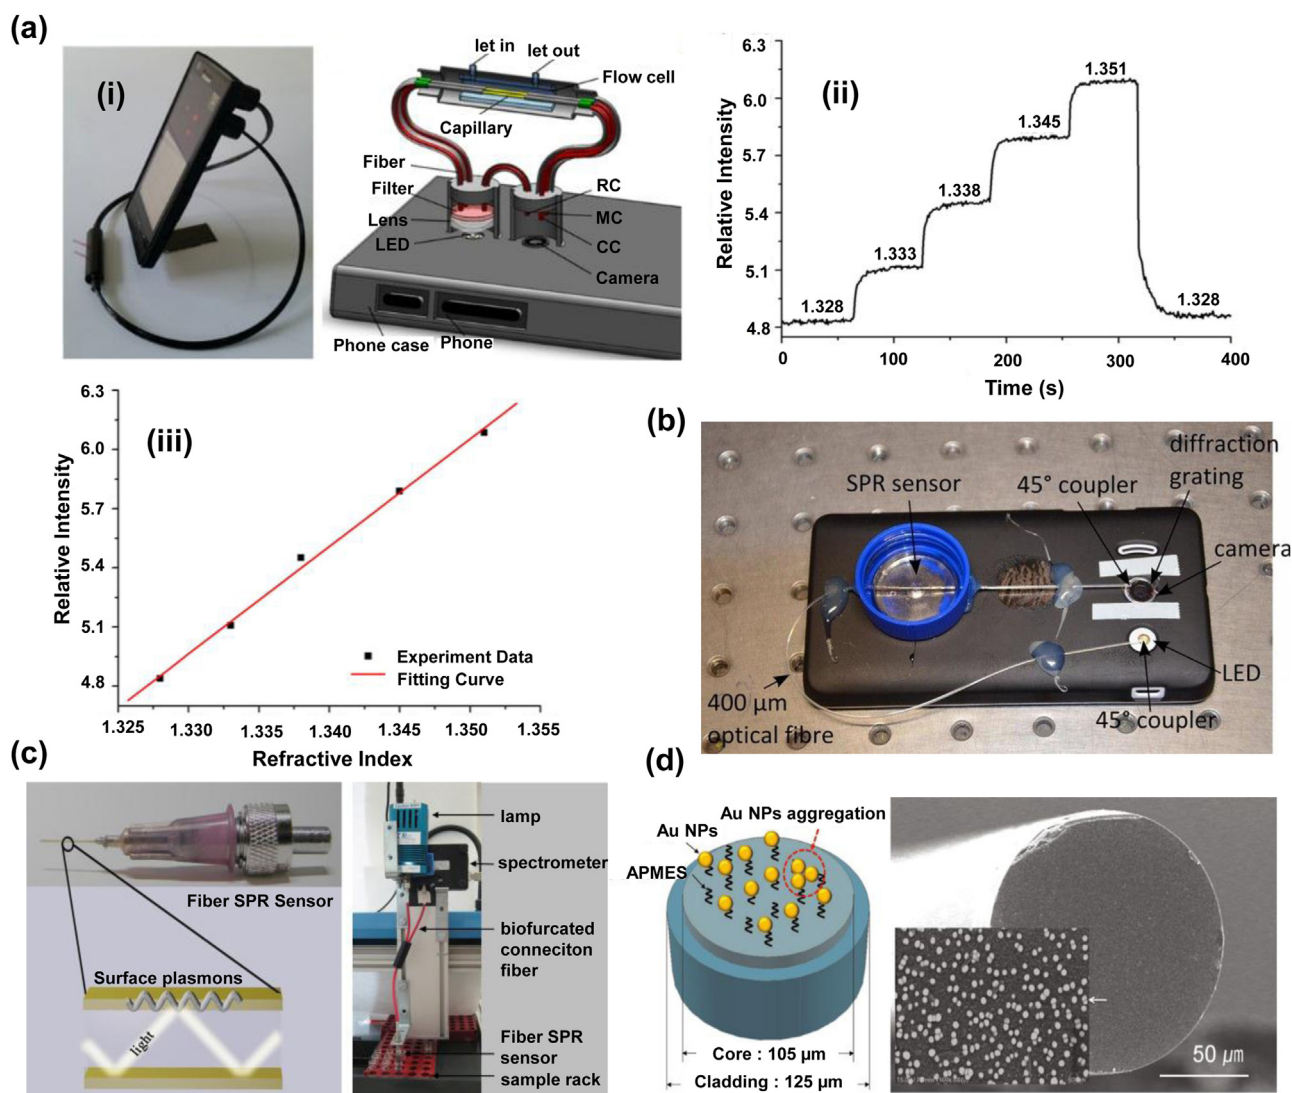 (a)
(i)
let in
let out
Flow cell
Capillary
Fiber
Filter
Lens
LED
RC
MC
CC
Camera
Phone case
Phone
(ii)
Relative Intensity
6.3
6.0
5.7
5.4
5.1
4.8
1.328
1.333
1.338
1.345
1.351
1.328
0
100
200
300
400
Time (s)
(iii)
Relative Intensity
6.3
6.0
5.7
5.4
5.1
4.8
Experiment Data
Fitting Curve
1.325
1.330
1.335
1.340
1.345
1.350
1.355
Refractive Index
(b)
SPR sensor
45° coupler
diffraction
grating
camera
LED
45° coupler
400 µm
optical fibre
(c)
Fiber SPR Sensor
Surface plasmons
light
lamp
spectrometer
biofurcated
conneciton
fiber
Fiber SPR
sensor
sample rack
(d)
Au NPs aggregation
Au NPs
APMES
Core : 105 µm
Cladding : 125 µm
50 µm